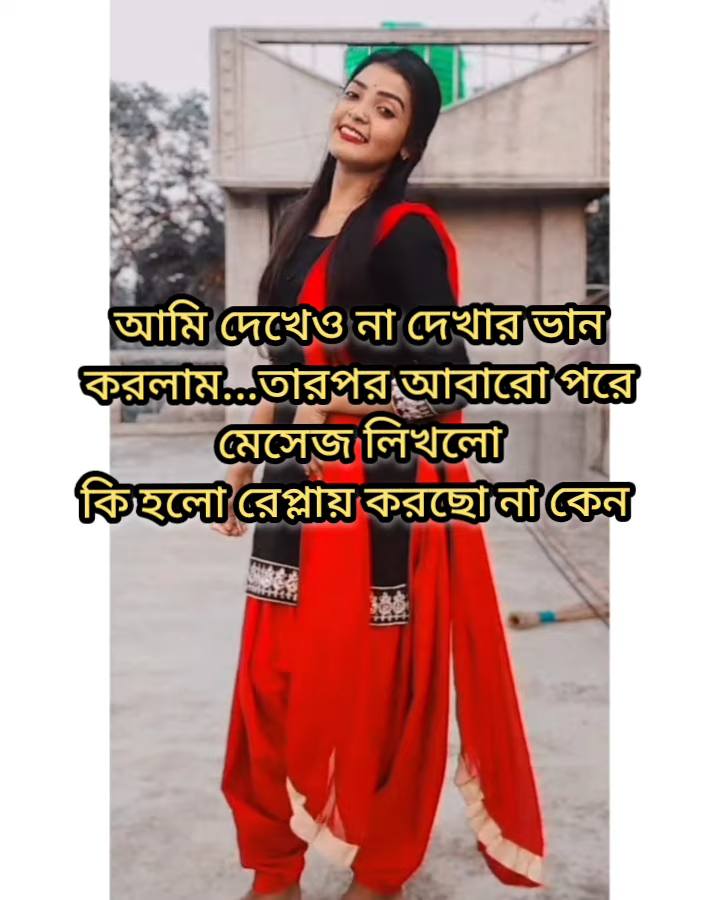 আমি দেখেও না দেখার ভান
করলাম...তারপর আবারো পরে
মেসেজ লিখলো
কি হলো রেপ্লায় করছো না কেন